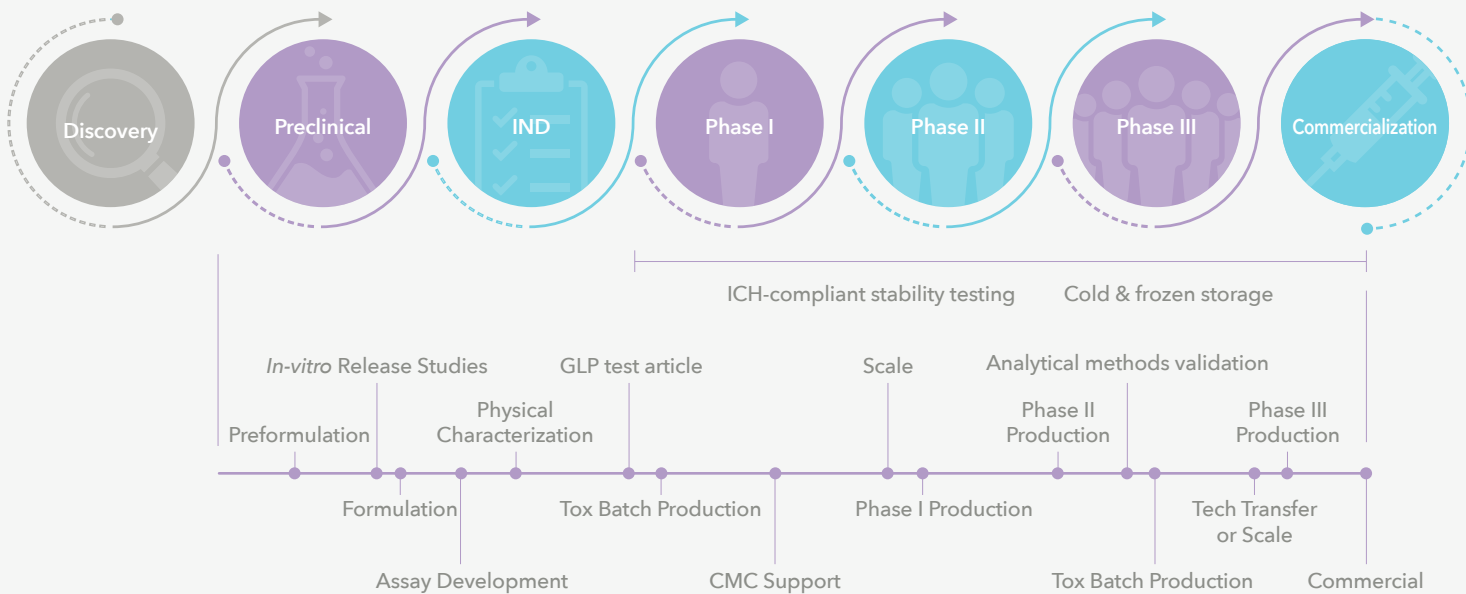 Discovery
Preclinical
IND
Phase I
Phase II
Phase III
Commercialization
ICH-compliant stability testing
Cold & frozen storage
In-vitro Release Studies
GLP test article
Scale
Analytical methods validation
Preformulation
Physical
Characterization
Phase II
Production
Phase III
Production
Formulation
Tox Batch Production
Phase I Production
Tech Transfer
or Scale
Assay Development
CMC Support
Tox Batch Production
Commercial